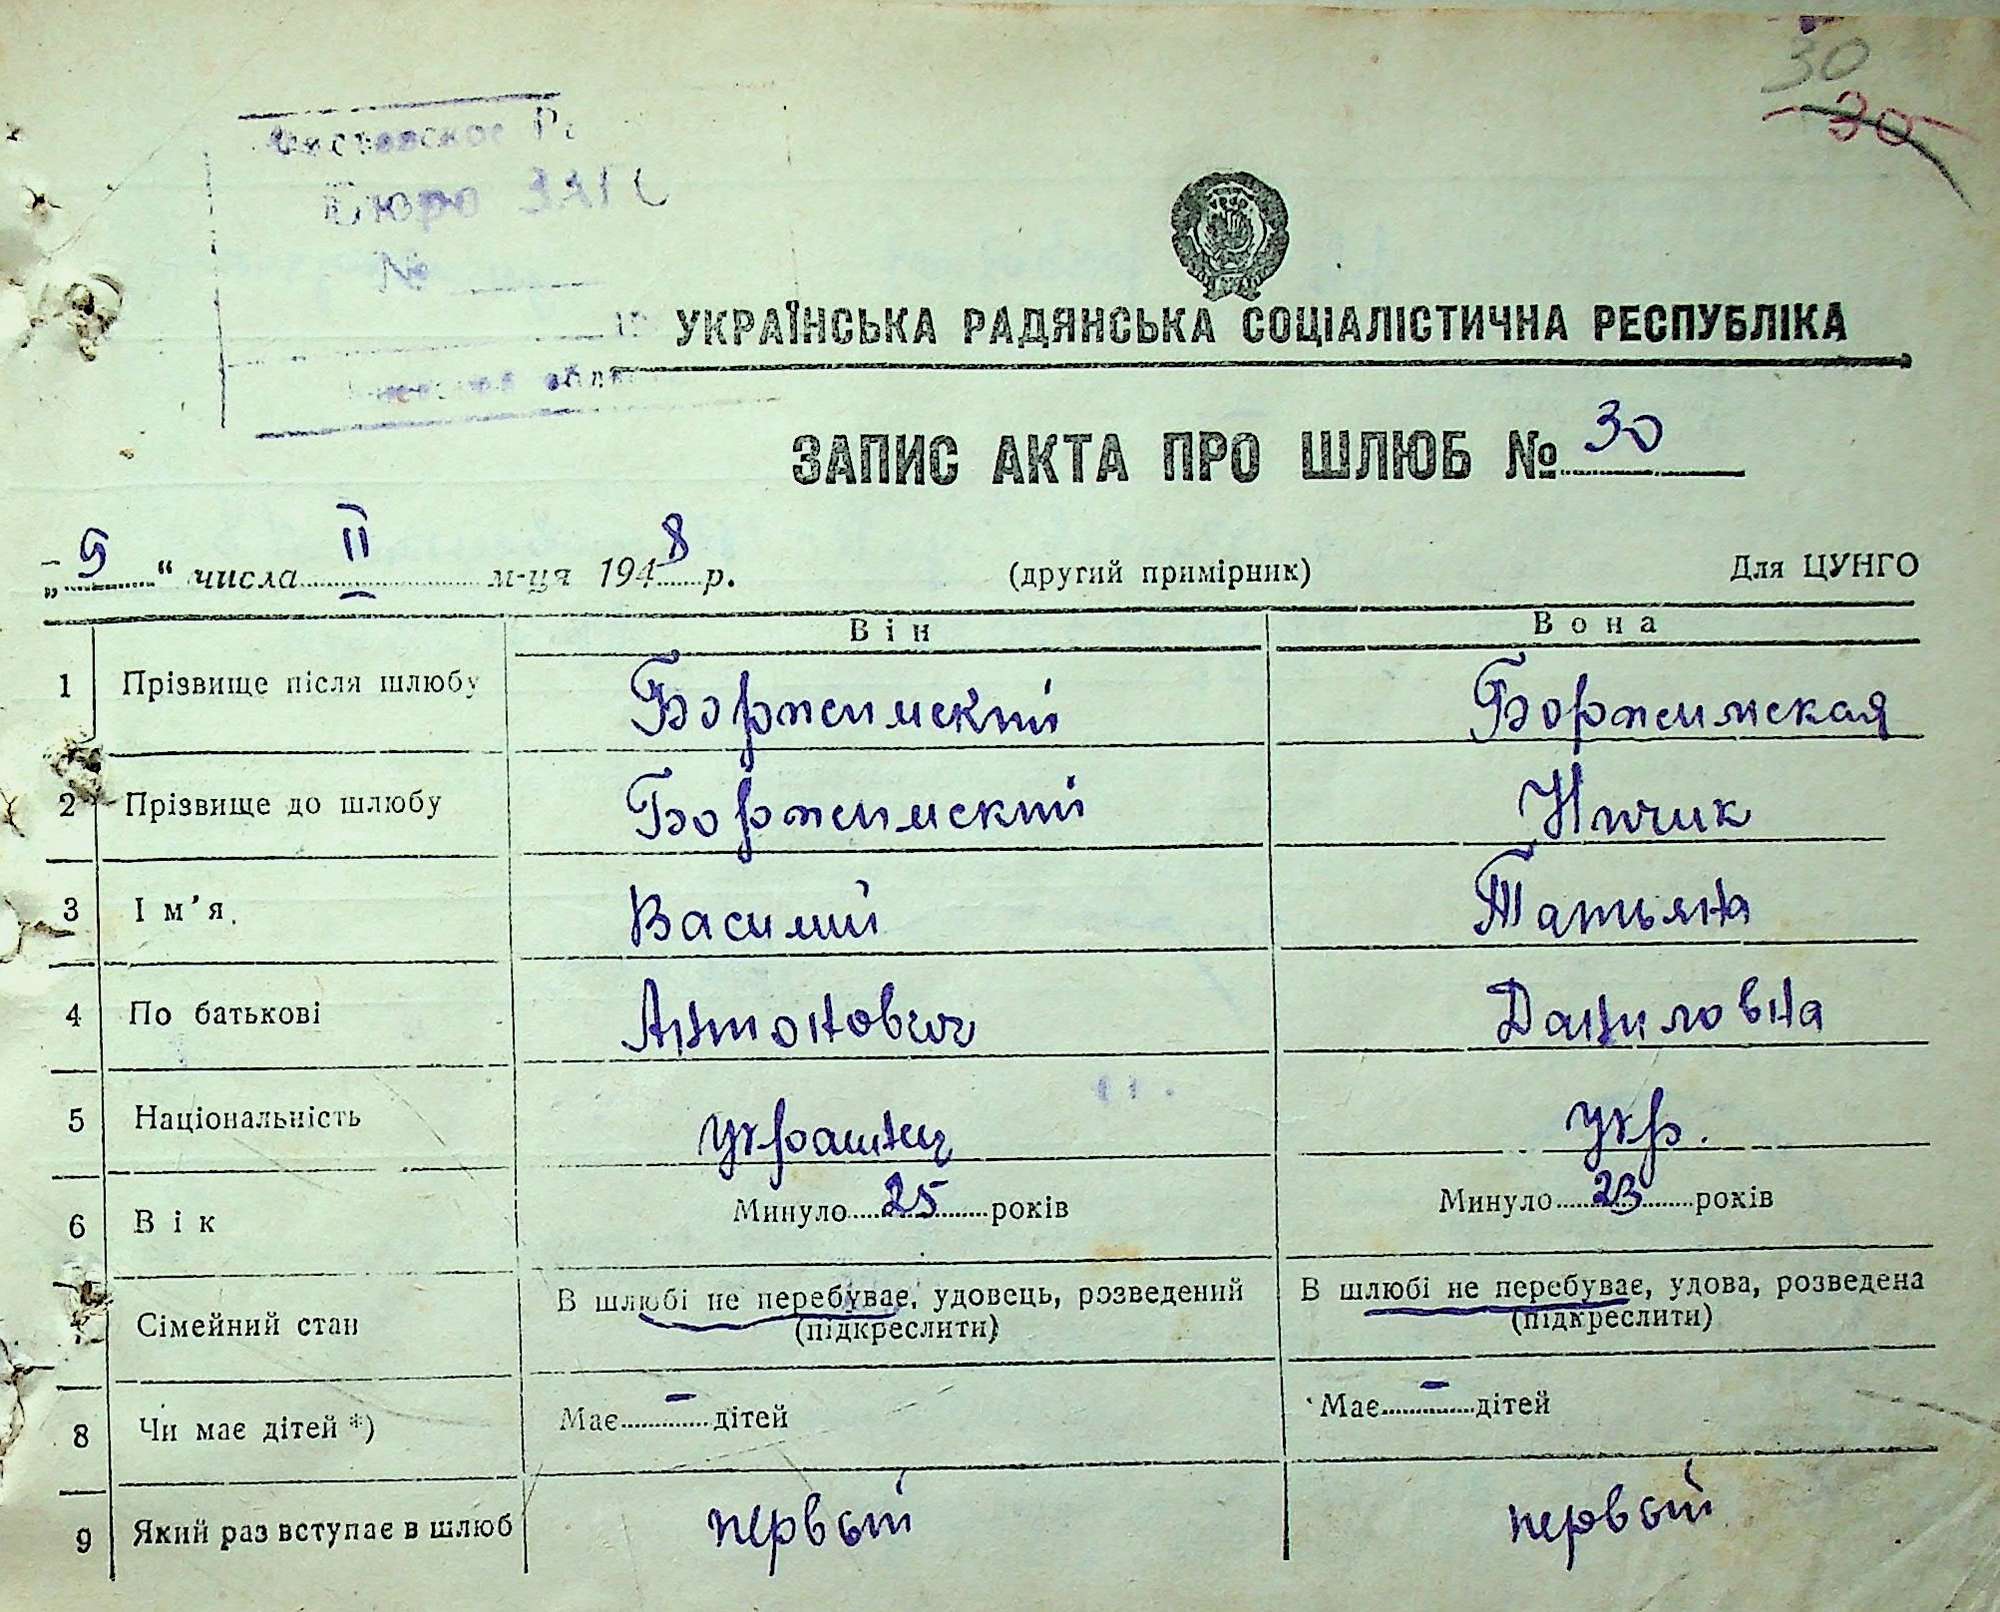 30
30
Бюро ЗАГС
№
УКРАЇНСЬКА РАДЯНСЬКА СОЦІАЛІСТИЧНА РЕСПУБЛІКА
ЗАПИС АКТА ПРО ШЛЮБ № 30
„ 9 “ числа II м-ця 1948 р. (другий примірник) Для ЦУНГО
Він Вона
1 Прізвище після шлюбу Боржимский Боржимская
2 Прізвище до шлюбу Боржимский Ничик
3 Ім’я Василий Татьяна
4 По батькові Антонович Даниловна
5 Національність украинец укр.
6 Вік Минуло 25 років Минуло 23 років
7 Сімейний стан В шлюбі не перебуває, удовець, розведений (підкреслити) В шлюбі не перебуває, удова, розведена (підкреслити)
8 Чи має дітей *) Має - дітей Має - дітей
9 Який раз вступає в шлюб первый первый